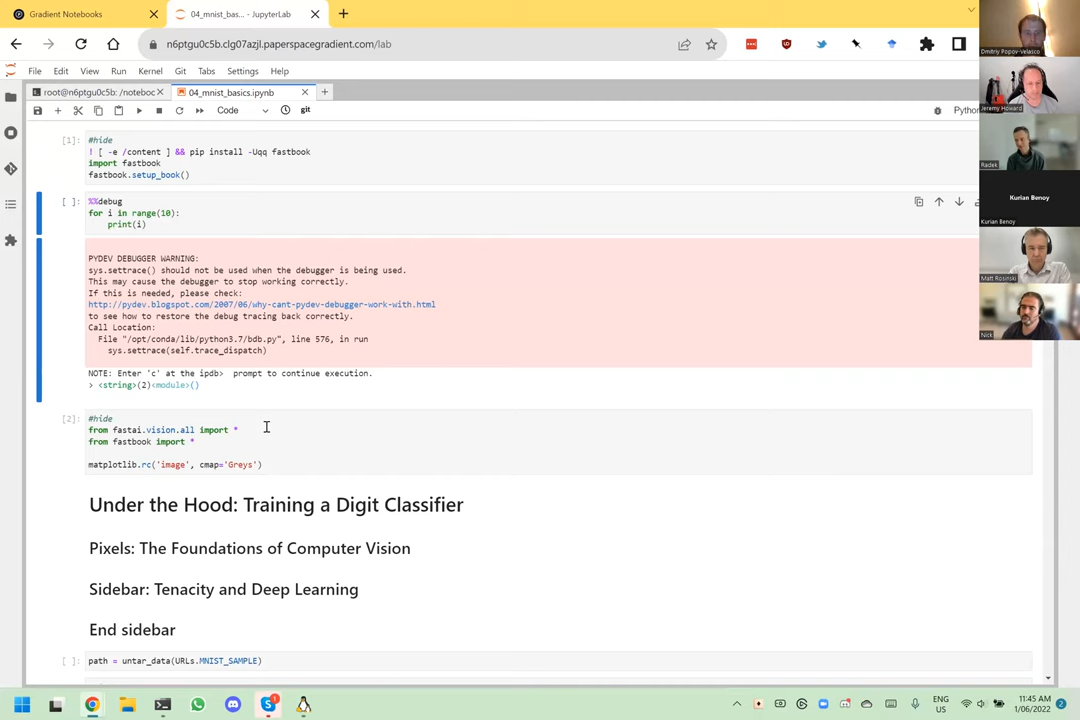 Gradient Notebooks
04_mnist_bas... - JupyterLab
n6ptgu0c5b.clg07azjl.paperspacegradient.com/lab
File Edit View Run Kernel Git Tabs Settings Help
root@n6ptgu0c5b: /noteboc
04_mnist_basics.ipynb
Code
git
Python
[1]:
#hide
! [ -e /content ] && pip install -Uqq fastbook
import fastbook
fastbook.setup_book()
[ ]:
%%debug
for i in range(10):
print(i)
PYDEV DEBUGGER WARNING:
sys.settrace() should not be used when the debugger is being used.
This may cause the debugger to stop working correctly.
If this is needed, please check:
http://pydev.blogspot.com/2007/06/why-cant-pydev-debugger-work-with.html
to see how to restore the debug tracing back correctly.
Call Location:
File "/opt/conda/lib/python3.7/bdb.py", line 576, in run
sys.settrace(self.trace_dispatch)
NOTE: Enter 'c' at the ipdb>  prompt to continue execution.
> <string>(2)<module>()
[2]:
#hide
from fastai.vision.all import *
from fastbook import *
matplotlib.rc('image', cmap='Greys')
Under the Hood: Training a Digit Classifier
Pixels: The Foundations of Computer Vision
Sidebar: Tenacity and Deep Learning
End sidebar
[ ]:
path = untar_data(URLs.MNIST_SAMPLE)
Dmitriy Popov-Velasco
Jeremy Howard
Radek
Kurian Benoy
Kurian Benoy
Matt Rosinski
Nick
1
ENG
US
11:45 AM
1/06/2022
2